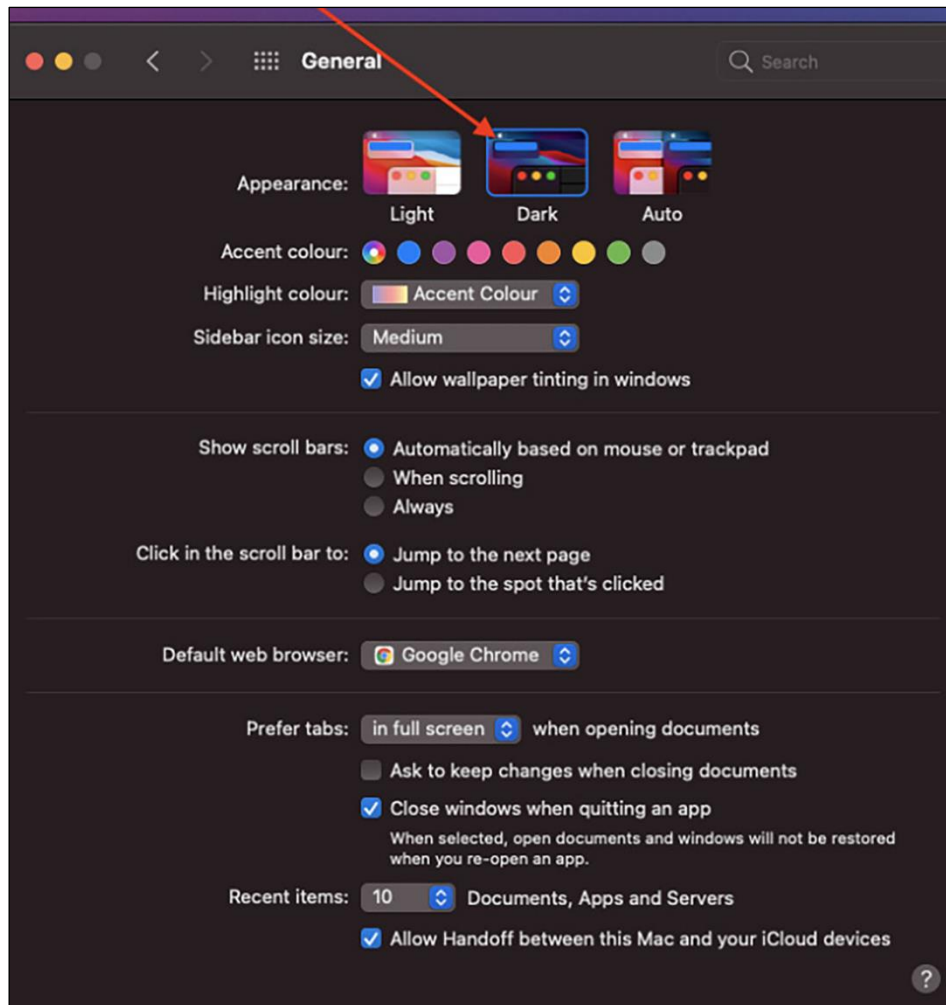 General
Search
Appearance:
Light Dark Auto
Accent colour:
Highlight colour: Accent Colour
Sidebar icon size: Medium
Allow wallpaper tinting in windows
Show scroll bars: Automatically based on mouse or trackpad
When scrolling
Always
Click in the scroll bar to: Jump to the next page
Jump to the spot that's clicked
Default web browser: Google Chrome
Prefer tabs: in full screen when opening documents
Ask to keep changes when closing documents
Close windows when quitting an app
When selected, open documents and windows will not be restored
when you re-open an app.
Recent items: 10 Documents, Apps and Servers
Allow Handoff between this Mac and your iCloud devices
?